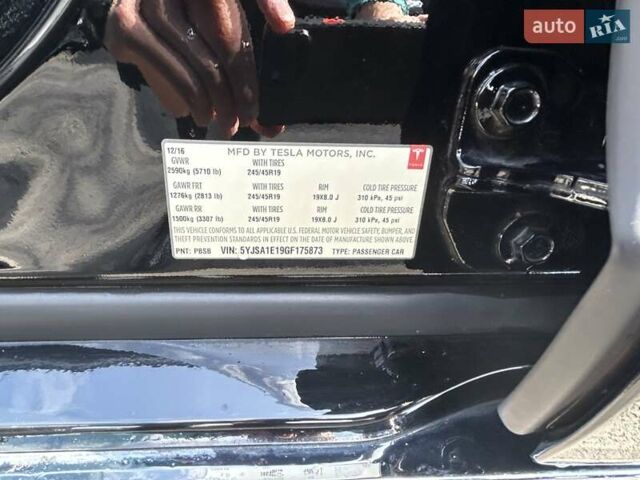 auto RIA.com
12/16 MFD BY TESLA MOTORS, INC.
GVWR WITH TIRES
2590kg (5710 lb) 245/45R19
TESLA
GAWR FRT WITH TIRES RIM COLD TIRE PRESSURE
1276kg (2813 lb) 245/45R19 19X8.0 J 310 kPa, 45 psi
GAWR RR WITH TIRES RIM COLD TIRE PRESSURE
1500kg (3307 lb) 245/45R19 19X8.0 J 310 kPa, 45 psi
THIS VEHICLE CONFORMS TO ALL APPLICABLE U.S. FEDERAL MOTOR VEHICLE SAFETY, BUMPER, AND
THEFT PREVENTION STANDARDS IN EFFECT ON THE DATE OF MANUFACTURE SHOWN ABOVE.
PNT: PBSB VIN: 5YJSA1E19GF175873 TYPE: PASSENGER CAR